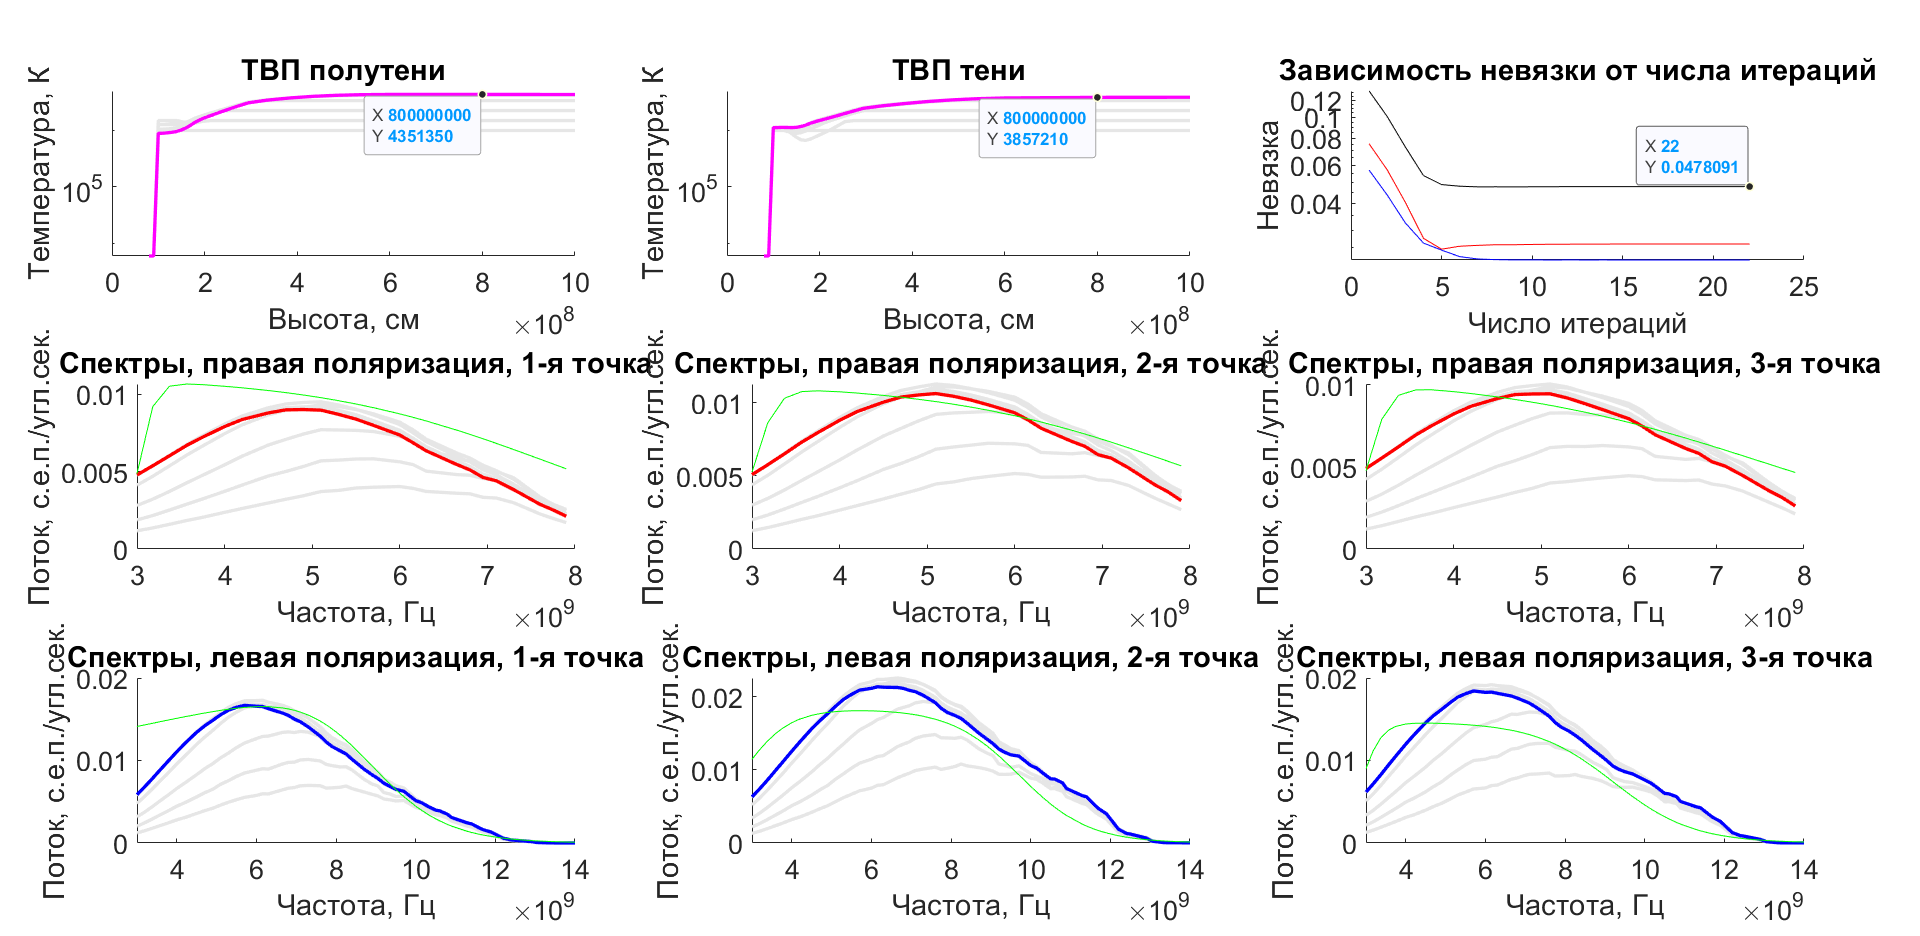 ТВП полутени
Температура, К
10^5
X 800000000
Y 4351350
0 2 4 6 8 10
Высота, см
×10^8
ТВП тени
Температура, К
10^5
X 800000000
Y 3857210
0 2 4 6 8 10
Высота, см
×10^8
Зависимость невязки от числа итераций
Невязка
0.12
0.1
0.08
0.06
0.04
X 22
Y 0.0478091
0 5 10 15 20 25
Число итераций
Спектры, правая поляризация, 1-я точка
Поток, с.е.п./угл.сек.
0.01
0.005
0
3 4 5 6 7 8
Частота, Гц
×10^9
Спектры, правая поляризация, 2-я точка
Поток, с.е.п./угл.сек.
0.01
0.005
0
3 4 5 6 7 8
Частота, Гц
×10^9
Спектры, правая поляризация, 3-я точка
Поток, с.е.п./угл.сек.
0.01
0.005
0
3 4 5 6 7 8
Частота, Гц
×10^9
Спектры, левая поляризация, 1-я точка
Поток, с.е.п./угл.сек.
0.02
0.01
0
4 6 8 10 12 14
Частота, Гц
×10^9
Спектры, левая поляризация, 2-я точка
Поток, с.е.п./угл.сек.
0.02
0.01
0
4 6 8 10 12 14
Частота, Гц
×10^9
Спектры, левая поляризация, 3-я точка
Поток, с.е.п./угл.сек.
0.02
0.01
0
4 6 8 10 12 14
Частота, Гц
×10^9